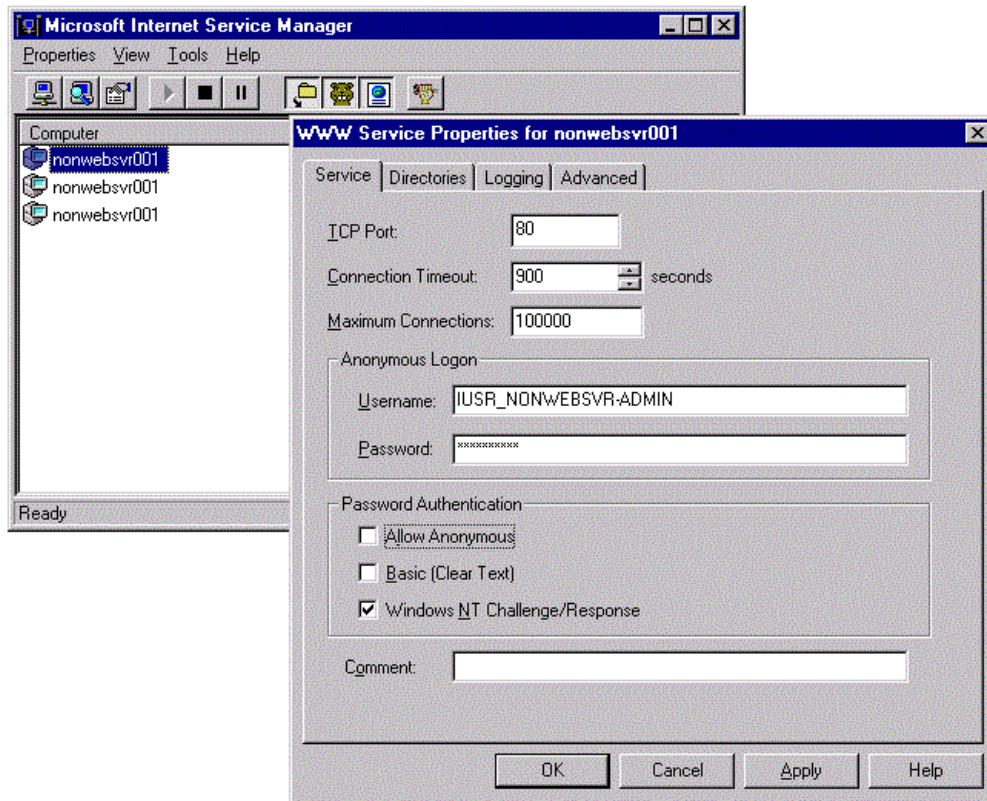 Microsoft Internet Service Manager
Properties View Tools Help
Computer
nonwebsvr001
nonwebsvr001
nonwebsvr001
Ready
WWW Service Properties for nonwebsvr001
Service Directories Logging Advanced
TCP Port: 80
Connection Timeout: 900 seconds
Maximum Connections: 100000
Anonymous Logon
Username: IUSR_NONWEBSVR-ADMIN
Password: **********
Password Authentication
Allow Anonymous
Basic (Clear Text)
Windows NT Challenge/Response
Comment:
OK Cancel Apply Help